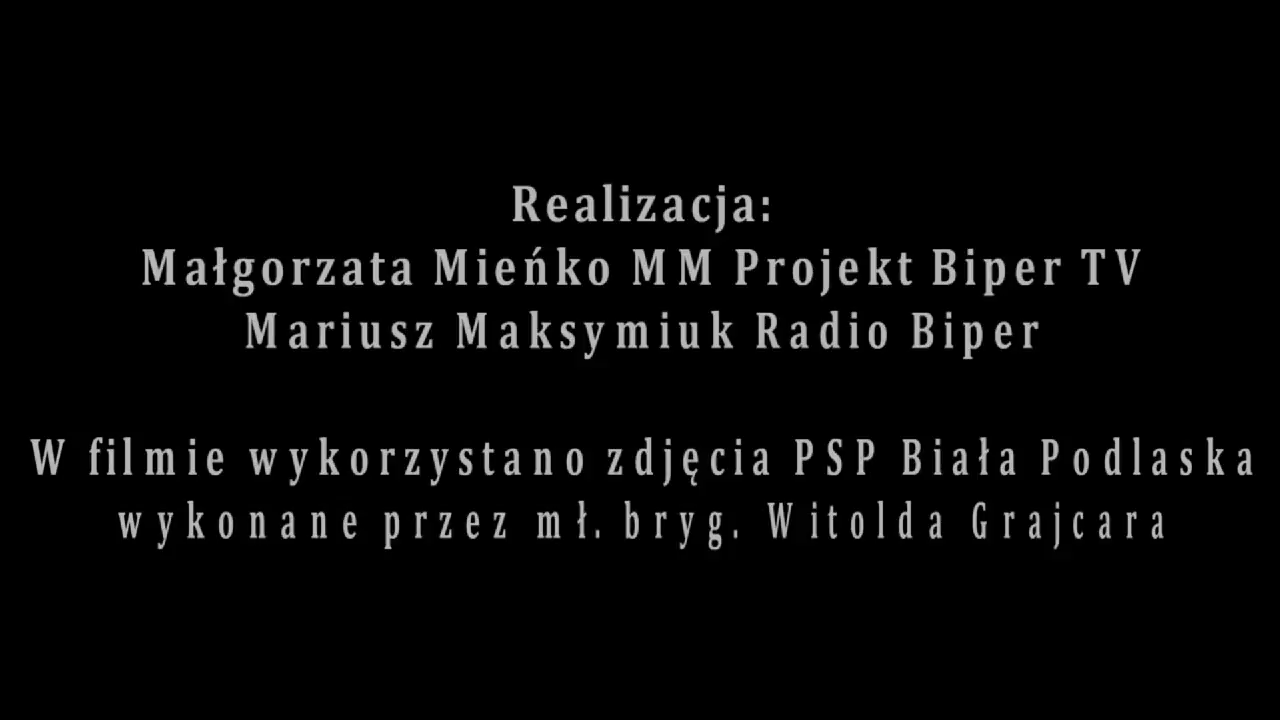 Realizacja:
Małgorzata Mieńko MM Projekt Biper TV
Mariusz Maksymiuk Radio Biper
W filmie wykorzystano zdjęcia PSP Biała Podlaska
wykonane przez mł. bryg. Witolda Grajcara